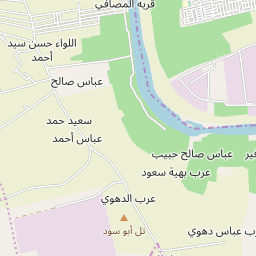 قرية المصافي
اللواء حسن سيد
أحمد
عباس صالح
سعيد حمد
عباس أحمد
عباس صالح حبيب
عرب بهية سعود
عرب الدهوي
تل أبو سود
عباس دهوي